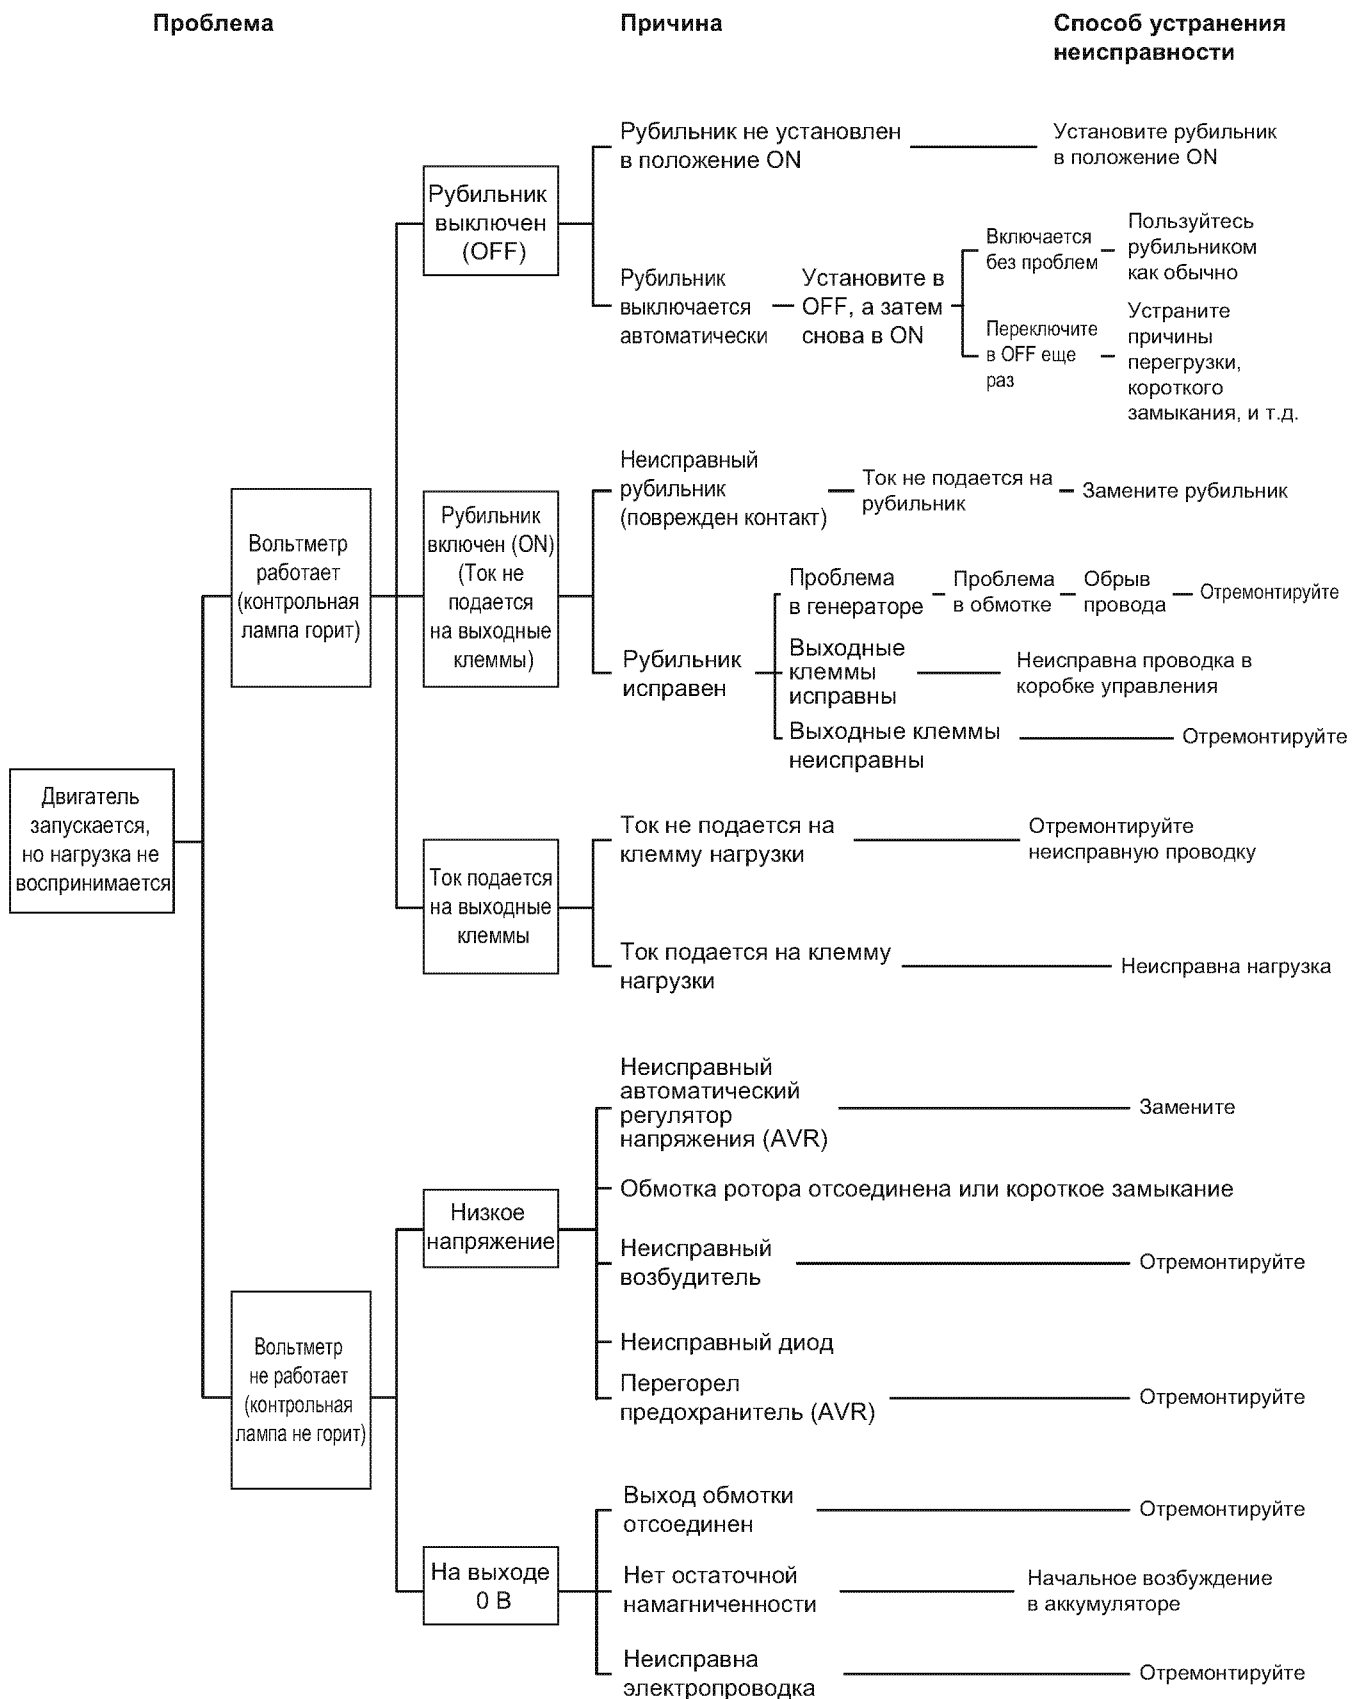 Проблема
Причина
Способ устранения
неисправности
Двигатель
запускается,
но нагрузка не
воспринимается
Вольтметр
работает
(контрольная
лампа горит)
Рубильник
выключен
(OFF)
Рубильник не установлен
в положение ON
Установите рубильник
в положение ON
Рубильник
выключается
автоматически
Установите в
OFF, а затем
снова в ON
Включается
без проблем
Пользуйтесь
рубильником
как обычно
Переключите
в OFF еще
раз
Устраните
причины
перегрузки,
короткого
замыкания, и т.д.
Рубильник
включен (ON)
(Ток не
подается
на выходные
клеммы)
Неисправный
рубильник
(поврежден контакт)
Ток не подается на
рубильник
Замените рубильник
Рубильник
исправен
Проблема
в генераторе
Проблема
в обмотке
Обрыв
провода
Отремонтируйте
Выходные
клеммы
исправны
Неисправна проводка в
коробке управления
Выходные клеммы
неисправны
Отремонтируйте
Ток подается
на выходные
клеммы
Ток не подается на
клемму нагрузки
Отремонтируйте
неисправную проводку
Ток подается на клемму
нагрузки
Неисправна нагрузка
Вольтметр
не работает
(контрольная
лампа не горит)
Низкое
напряжение
Неисправный
автоматический
регулятор
напряжения (AVR)
Замените
Обмотка ротора отсоединена или короткое замыкание
Неисправный
возбудитель
Отремонтируйте
Неисправный диод
Перегорел
предохранитель (AVR)
Отремонтируйте
На выходе
0 В
Выход обмотки
отсоединен
Отремонтируйте
Нет остаточной
намагниченности
Начальное возбуждение
в аккумуляторе
Неисправна
электропроводка
Отремонтируйте